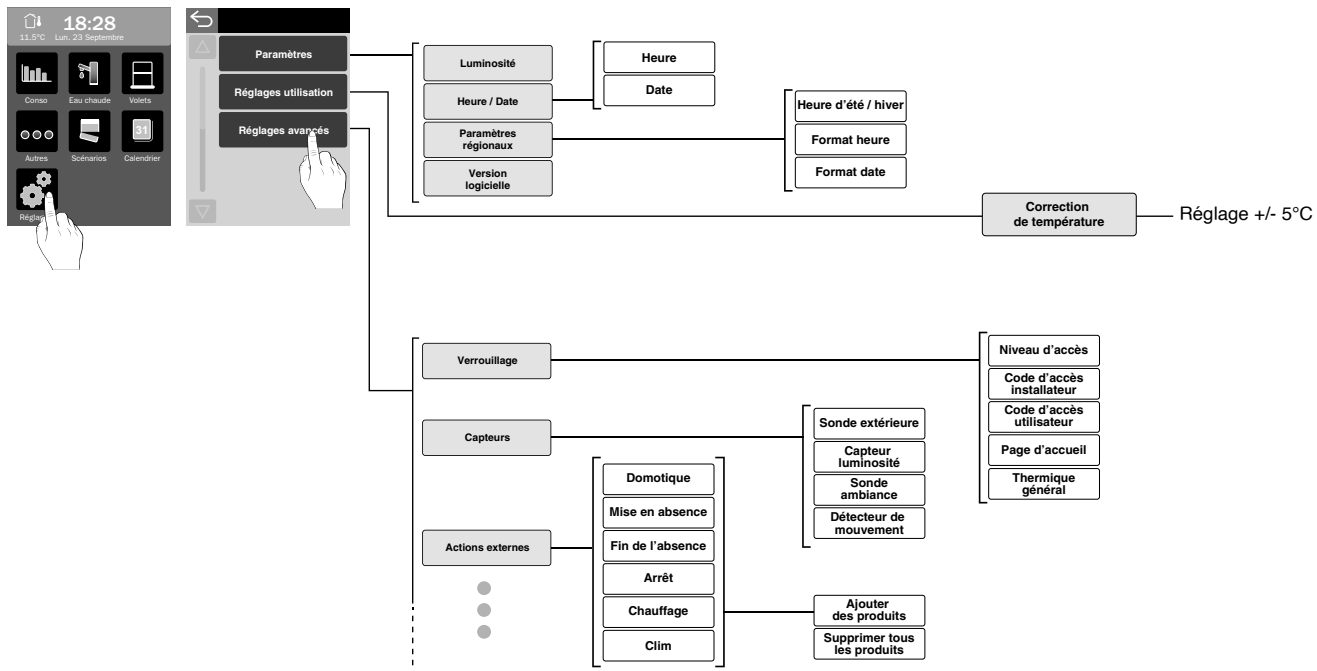 18:28
11.5°C Lun. 23 Septembre
Conso
Eau chaude
Volets
31
Autres
Scénarios
Calendrier
Paramètres
Réglages utilisation
Réglages avancés
Luminosité
Heure / Date
Paramètres
régionaux
Version
logicielle
Heure
Date
Heure d'été / hiver
Format heure
Format date
Correction
de température
Réglage +/- 5°C
Verrouillage
Niveau d'accès
Code d'accès
installateur
Code d'accès
utilisateur
Page d'accueil
Thermique
général
Capteurs
Sonde extérieure
Capteur
luminosité
Sonde
ambiance
Détecteur de
mouvement
Actions externes
Domotique
Mise en absence
Fin de l'absence
Arrêt
Chauffage
Clim
Ajouter
des produits
Supprimer tous
les produits